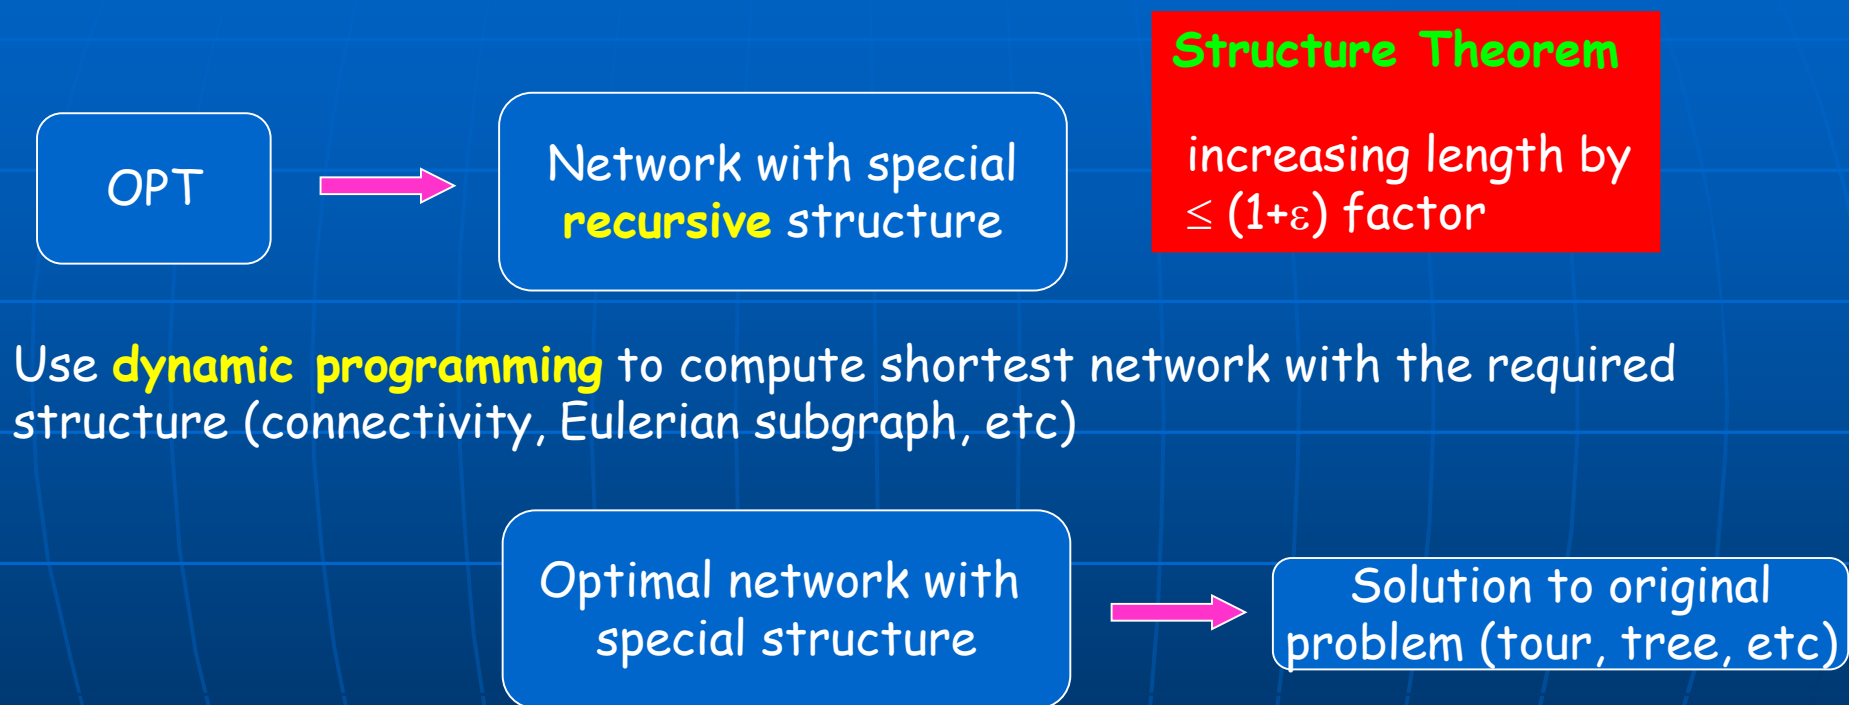 Structure Theorem
increasing length by
≤ (1+ε) factor
OPT
Network with special
recursive structure
Use dynamic programming to compute shortest network with the required
structure (connectivity, Eulerian subgraph, etc)
Optimal network with
special structure
Solution to original
problem (tour, tree, etc)